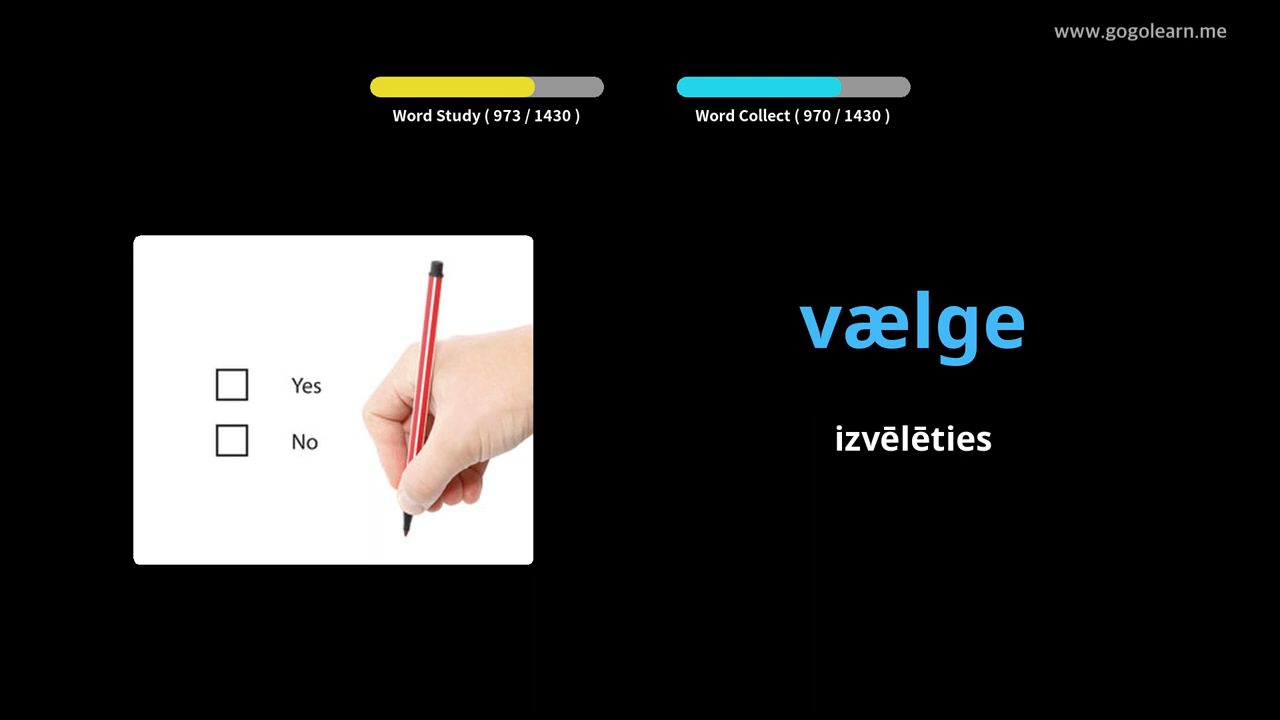 www.gogolearn.me
Word Study ( 973 / 1430 )
Word Collect ( 970 / 1430 )
Yes
No
vælge
izvēlēties